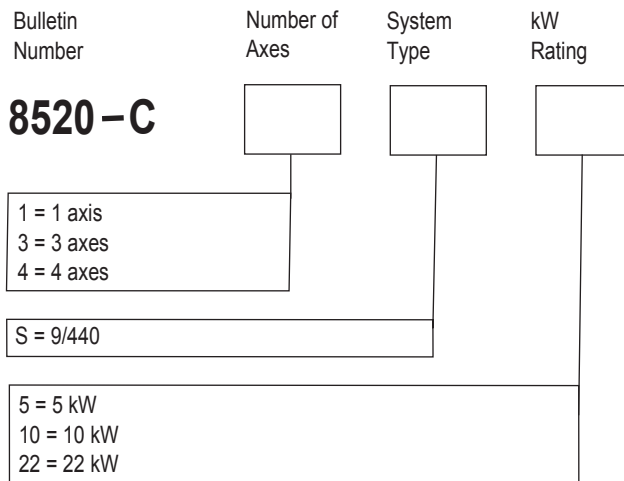 Bulletin Number
Number of Axes
System Type
kW Rating
8520–C
1 = 1 axis
3 = 3 axes
4 = 4 axes
S = 9/440
5 = 5 kW
10 = 10 kW
22 = 22 kW